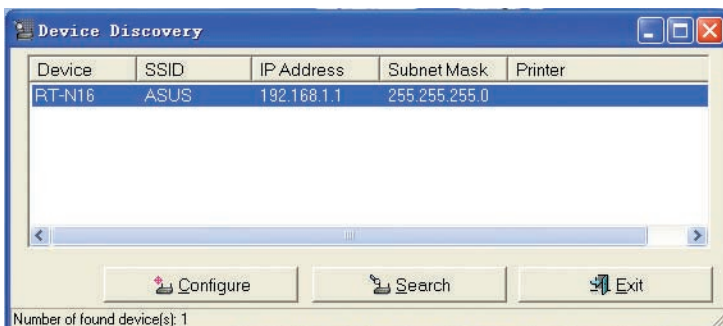 Device Discovery
Device SSID IP Address Subnet Mask Printer
RT-N16 ASUS 192.168.1.1 255.255.255.0
Configure Search Exit
Number of found device(s): 1